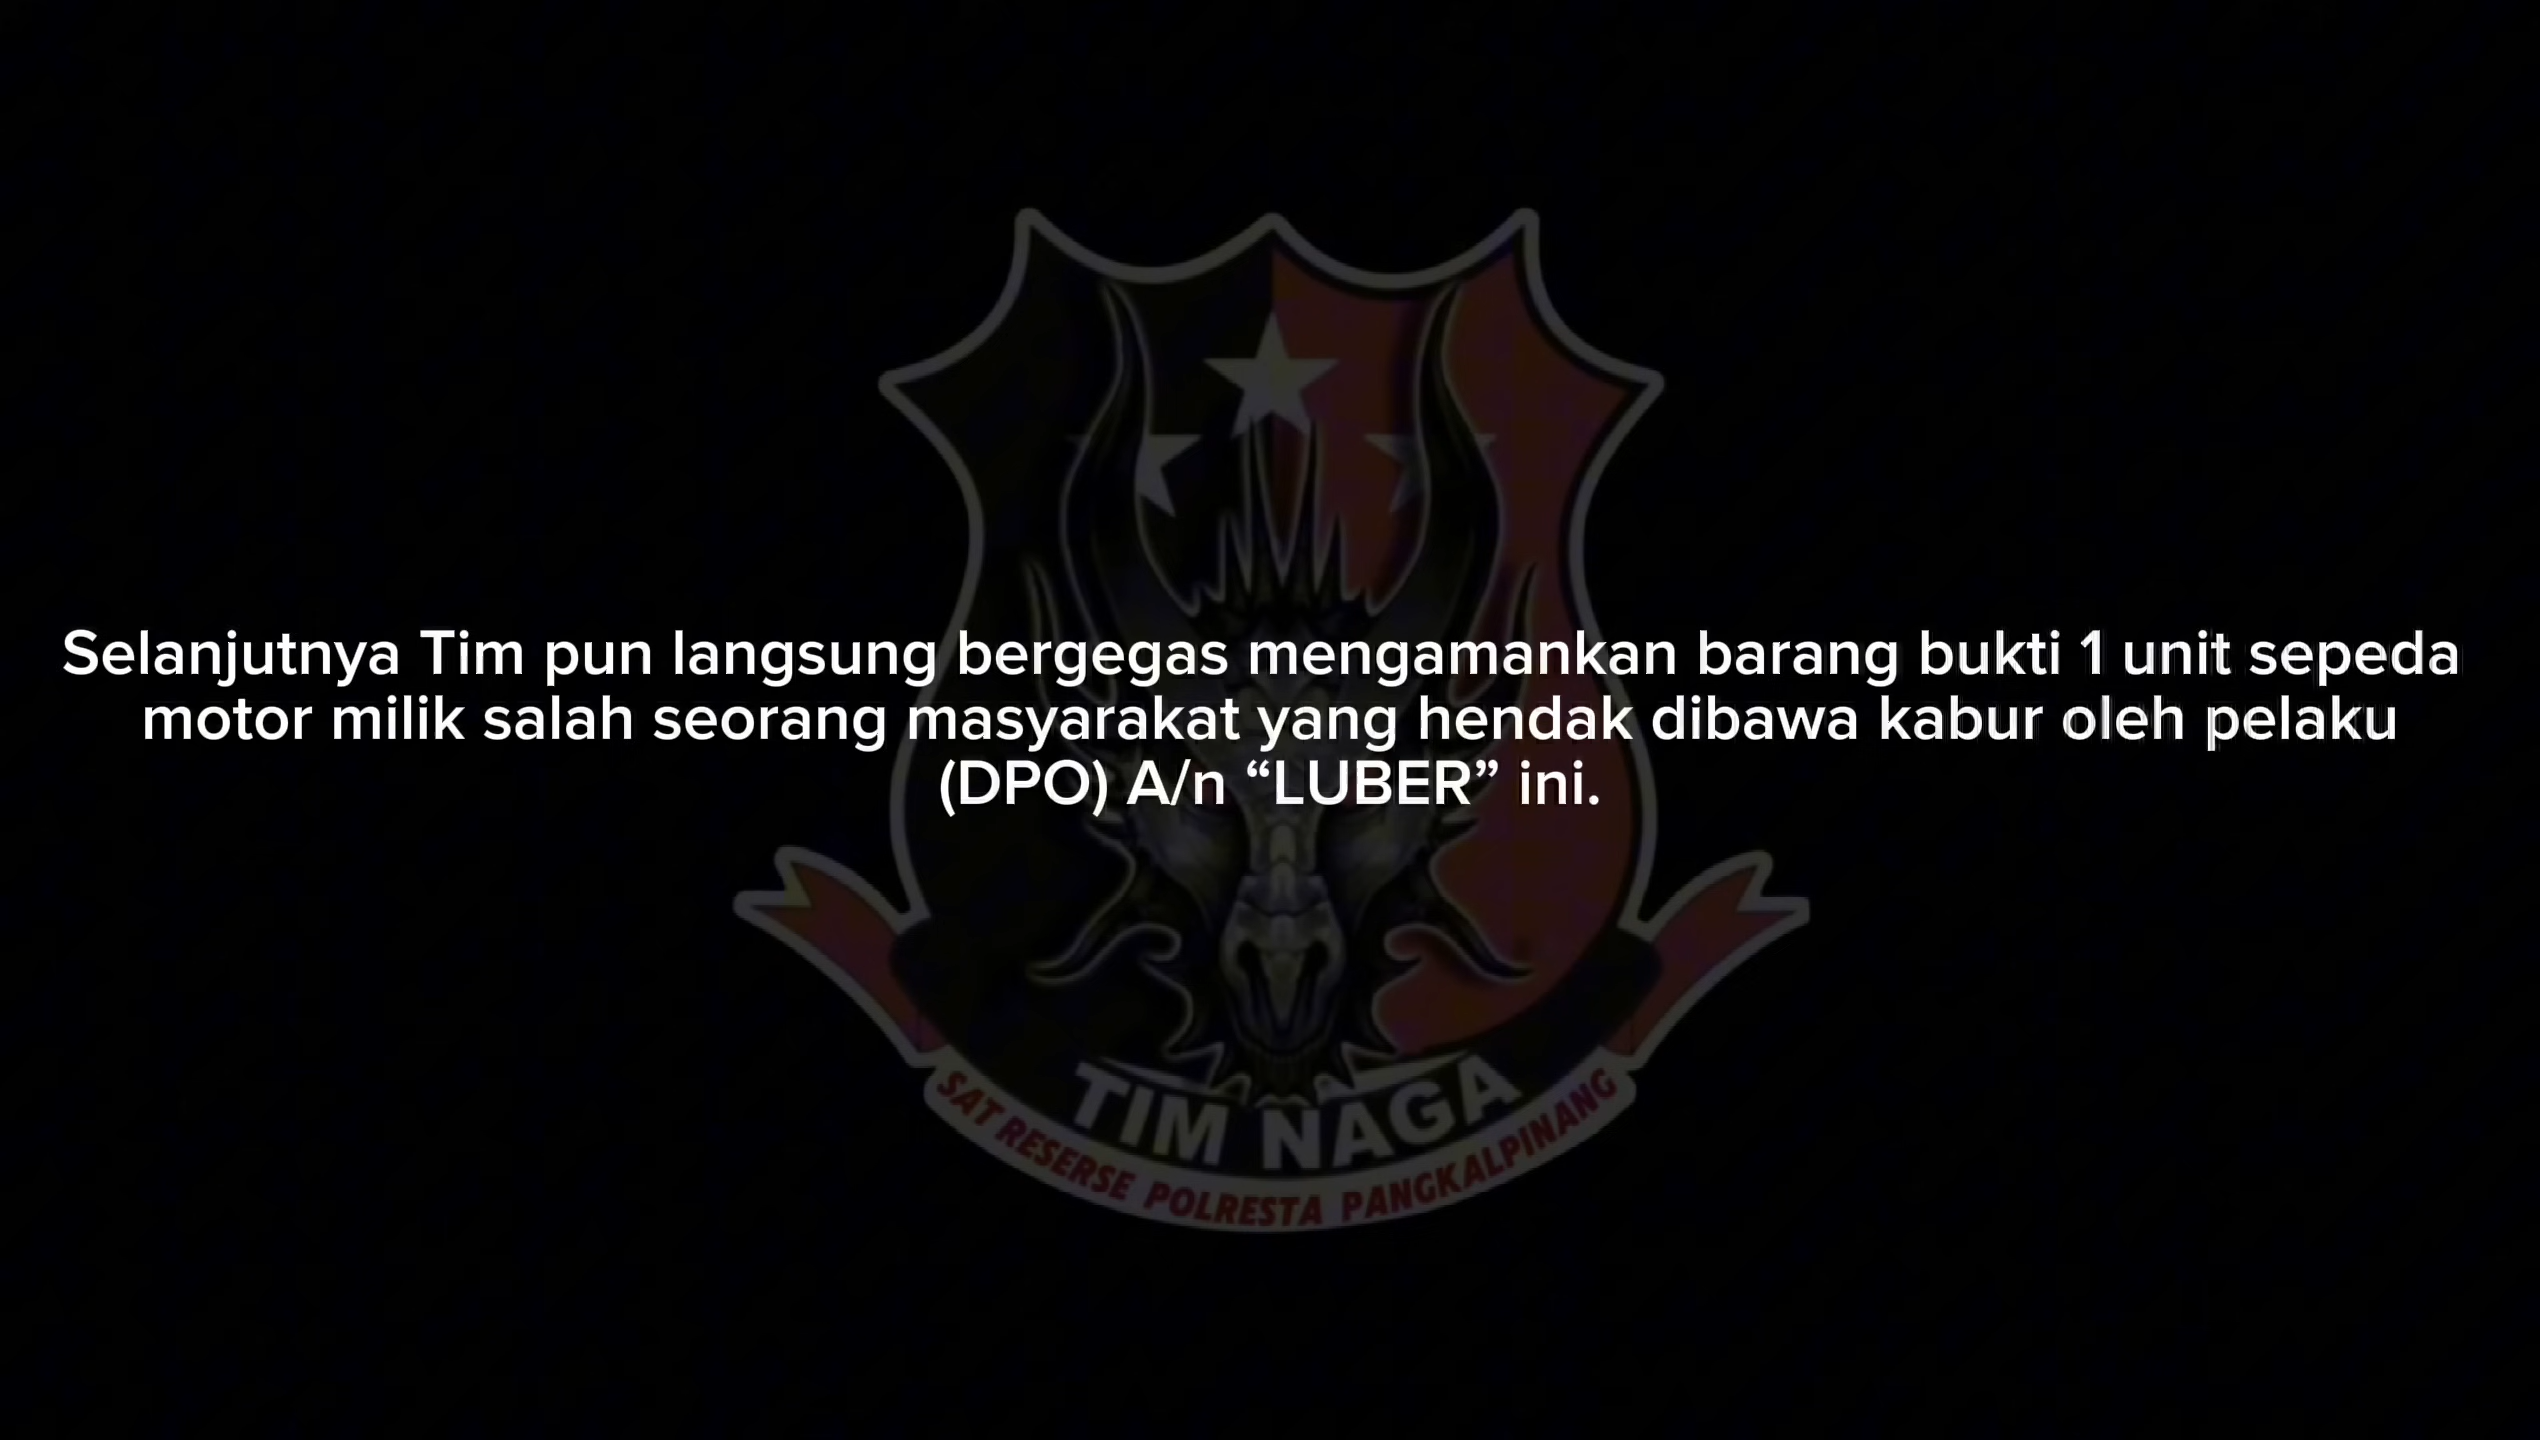 Selanjutnya Tim pun langsung bergegas mengamankan barang bukti 1 unit sepeda
motor milik salah seorang masyarakat yang hendak dibawa kabur oleh pelaku
(DPO) A/n “LUBER” ini.
TIM NAGA
SAT RESERSE POLRESTA PANGKALPINANG